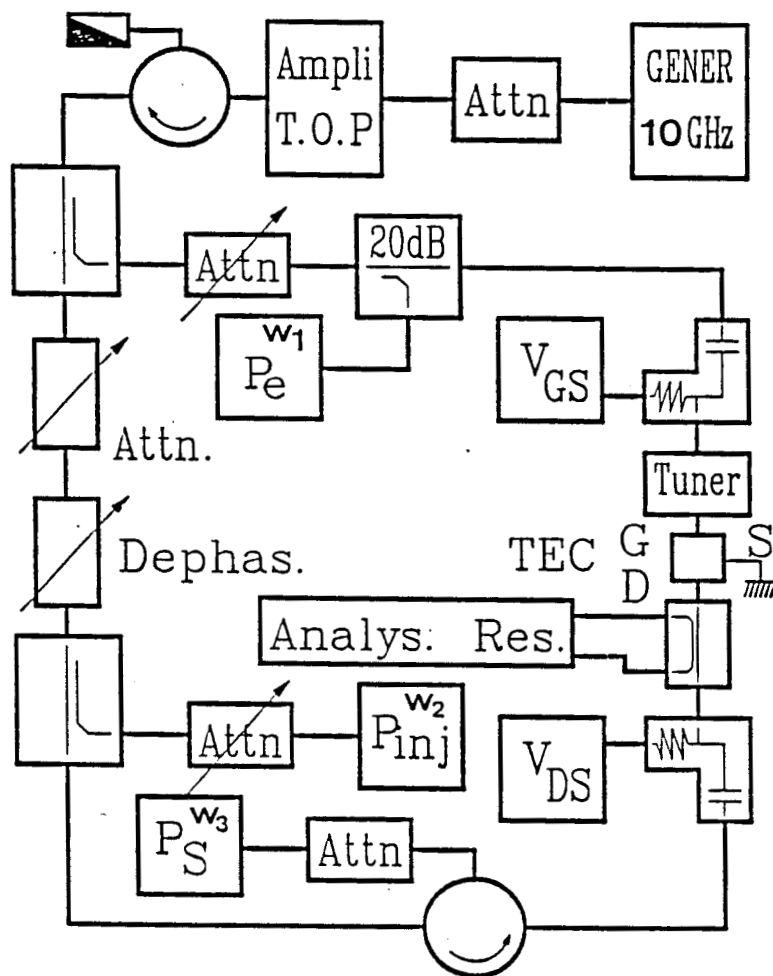 Ampli
T.O.P
Attn
GENER
10GHz
Attn
20dB
W1
Pe
VGS
Attn.
Tuner
Dephas.
TEC G S
D
Analys. Res.
Attn
W2
Pinj
VDS
W3
PS
Attn